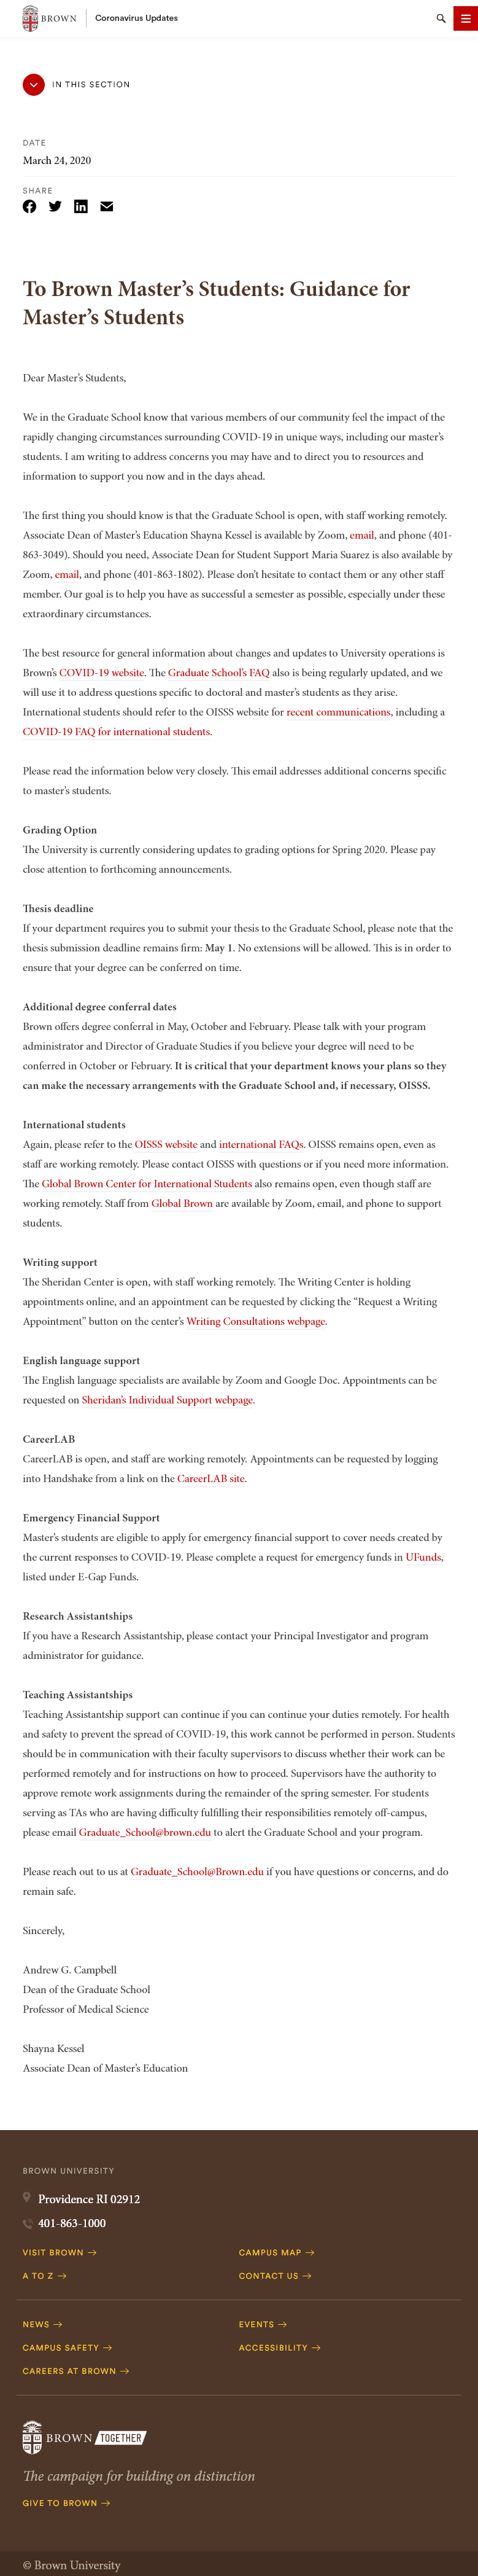 BROWN
Coronavirus Updates
IN THIS SECTION
DATE
March 24, 2020
SHARE
To Brown Master’s Students: Guidance for
Master’s Students
Dear Master’s Students,
We in the Graduate School know that various members of our community feel the impact of the
rapidly changing circumstances surrounding COVID-19 in unique ways, including our master’s
students. I am writing to address concerns you may have and to direct you to resources and
information to support you now and in the days ahead.
The first thing you should know is that the Graduate School is open, with staff working remotely.
Associate Dean of Master’s Education Shayna Kessel is available by Zoom, email, and phone (401-
863-3049). Should you need, Associate Dean for Student Support Maria Suarez is also available by
Zoom, email, and phone (401-863-1802). Please don’t hesitate to contact them or any other staff
member. Our goal is to help you have as successful a semester as possible, especially under these
extraordinary circumstances.
The best resource for general information about changes and updates to University operations is
Brown’s COVID-19 website. The Graduate School’s FAQ also is being regularly updated, and we
will use it to address questions specific to doctoral and master’s students as they arise.
International students should refer to the OISSS website for recent communications, including a
COVID-19 FAQ for international students.
Please read the information below very closely. This email addresses additional concerns specific
to master’s students.
Grading Option
The University is currently considering updates to grading options for Spring 2020. Please pay
close attention to forthcoming announcements.
Thesis deadline
If your department requires you to submit your thesis to the Graduate School, please note that the
thesis submission deadline remains firm: May 1. No extensions will be allowed. This is in order to
ensure that your degree can be conferred on time.
Additional degree conferral dates
Brown offers degree conferral in May, October and February. Please talk with your program
administrator and Director of Graduate Studies if you believe your degree will need to be
conferred in October or February. It is critical that your department knows your plans so they
can make the necessary arrangements with the Graduate School and, if necessary, OISSS.
International students
Again, please refer to the OISSS website and international FAQs. OISSS remains open, even as
staff are working remotely. Please contact OISSS with questions or if you need more information.
The Global Brown Center for International Students also remains open, even though staff are
working remotely. Staff from Global Brown are available by Zoom, email, and phone to support
students.
Writing support
The Sheridan Center is open, with staff working remotely. The Writing Center is holding
appointments online, and an appointment can be requested by clicking the “Request a Writing
Appointment” button on the center’s Writing Consultations webpage.
English language support
The English language specialists are available by Zoom and Google Doc. Appointments can be
requested on Sheridan’s Individual Support webpage.
CareerLAB
CareerLAB is open, and staff are working remotely. Appointments can be requested by logging
into Handshake from a link on the CareerLAB site.
Emergency Financial Support
Master’s students are eligible to apply for emergency financial support to cover needs created by
the current responses to COVID-19. Please complete a request for emergency funds in UFunds,
listed under E-Gap Funds.
Research Assistantships
If you have a Research Assistantship, please contact your Principal Investigator and program
administrator for guidance.
Teaching Assistantships
Teaching Assistantship support can continue if you can continue your duties remotely. For health
and safety to prevent the spread of COVID-19, this work cannot be performed in person. Students
should be in communication with their faculty supervisors to discuss whether their work can be
performed remotely and for instructions on how to proceed. Supervisors have the authority to
approve remote work assignments during the remainder of the spring semester. For students
serving as TAs who are having difficulty fulfilling their responsibilities remotely off-campus,
please email Graduate_School@brown.edu to alert the Graduate School and your program.
Please reach out to us at Graduate_School@Brown.edu if you have questions or concerns, and do
remain safe.
Sincerely,
Andrew G. Campbell
Dean of the Graduate School
Professor of Medical Science
Shayna Kessel
Associate Dean of Master’s Education
BROWN UNIVERSITY
Providence RI 02912
401-863-1000
VISIT BROWN
CAMPUS MAP
A TO Z
CONTACT US
NEWS
EVENTS
CAMPUS SAFETY
ACCESSIBILITY
CAREERS AT BROWN
BROWN TOGETHER
The campaign for building on distinction
GIVE TO BROWN
© Brown University